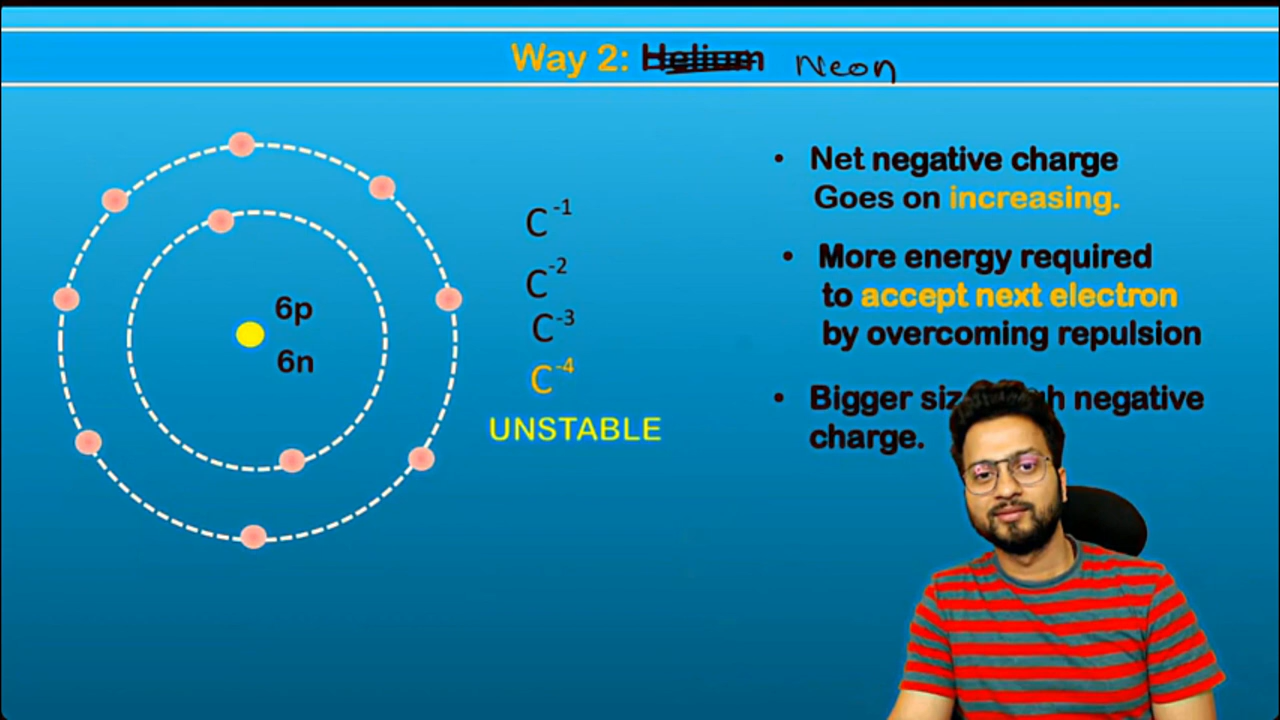 Way 2: Helium Neon
6p
6n
C-1
C-2
C-3
C-4
UNSTABLE
• Net negative charge
Goes on increasing.
• More energy required
to accept next electron
by overcoming repulsion
• Bigger negative
charge.